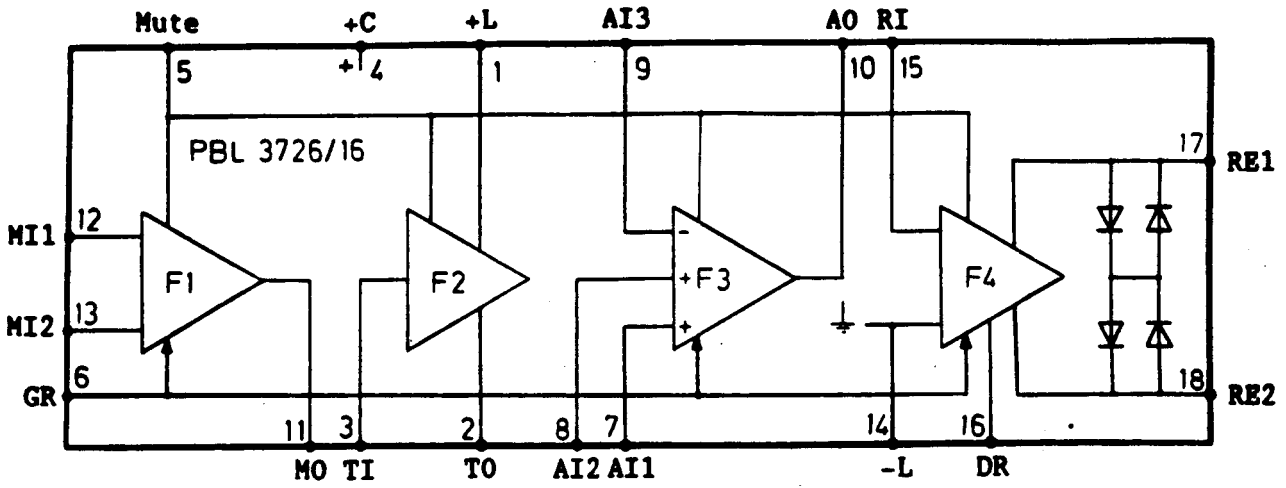 Mute +C +L AI3 AO RI
5 + 4 1 9 10 15
PBL 3726/16
17 RE1
MI1 12
F1 F2 - + + F3 F4
MI2 13
GR 6
18 RE2
11 3 2 8 7 14 16
MO TI TO AI2 AI1 -L DR